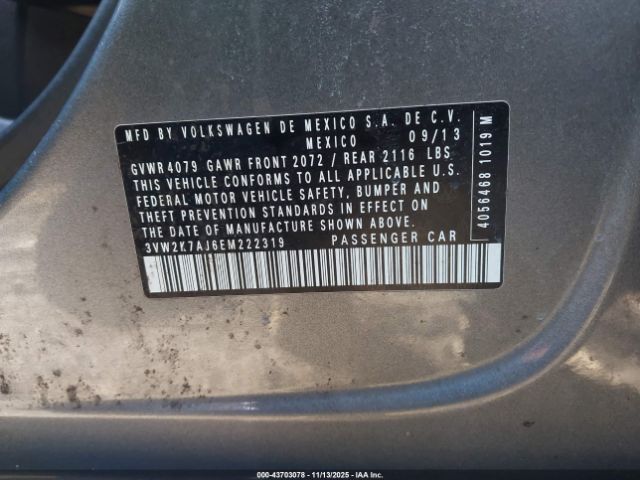 MFD BY VOLKSWAGEN DE MEXICO S.A. DE C.V.
MEXICO 09/13
GVWR 4079 GAWR FRONT 2072 / REAR 2116 LBS
THIS VEHICLE CONFORMS TO ALL APPLICABLE U.S.
FEDERAL MOTOR VEHICLE SAFETY, BUMPER AND
THEFT PREVENTION STANDARDS IN EFFECT ON
THE DATE OF MANUFACTURE SHOWN ABOVE.
3VW2K7AJ6EM222319 PASSENGER CAR
4056468 1019 M
000-43703078 - 11/13/2025 - IAA Inc.